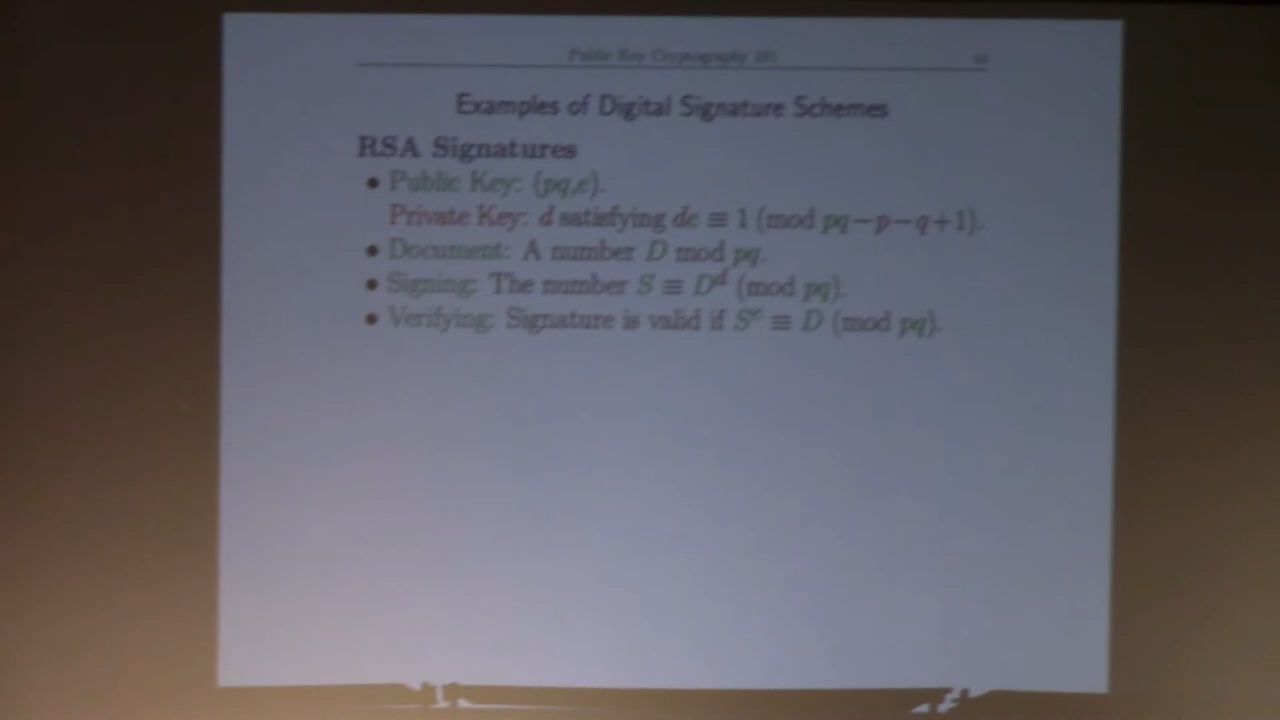 Public Key Cryptography 101
Examples of Digital Signature Schemes
RSA Signatures
• Public Key: (pq,e).
Private Key: d satisfying de ≡ 1 (mod pq−p−q+1).
• Document: A number D mod pq.
• Signing: The number S ≡ D^d (mod pq).
• Verifying: Signature is valid if S^e ≡ D (mod pq).